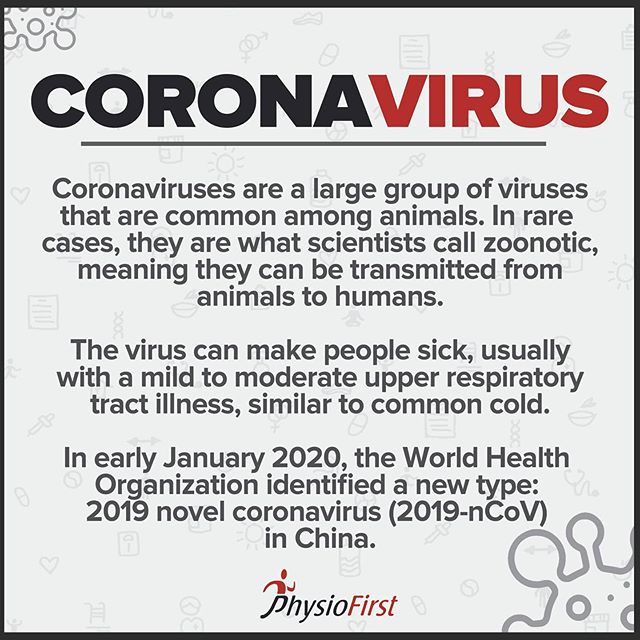 CORONAVIRUS
Coronaviruses are a large group of viruses
that are common among animals. In rare
cases, they are what scientists call zoonotic,
meaning they can be transmitted from
animals to humans.
The virus can make people sick, usually
with a mild to moderate upper respiratory
tract illness, similar to common cold.
In early January 2020, the World Health
Organization identified a new type:
2019 novel coronavirus (2019-nCoV)
in China.
PhysioFirst